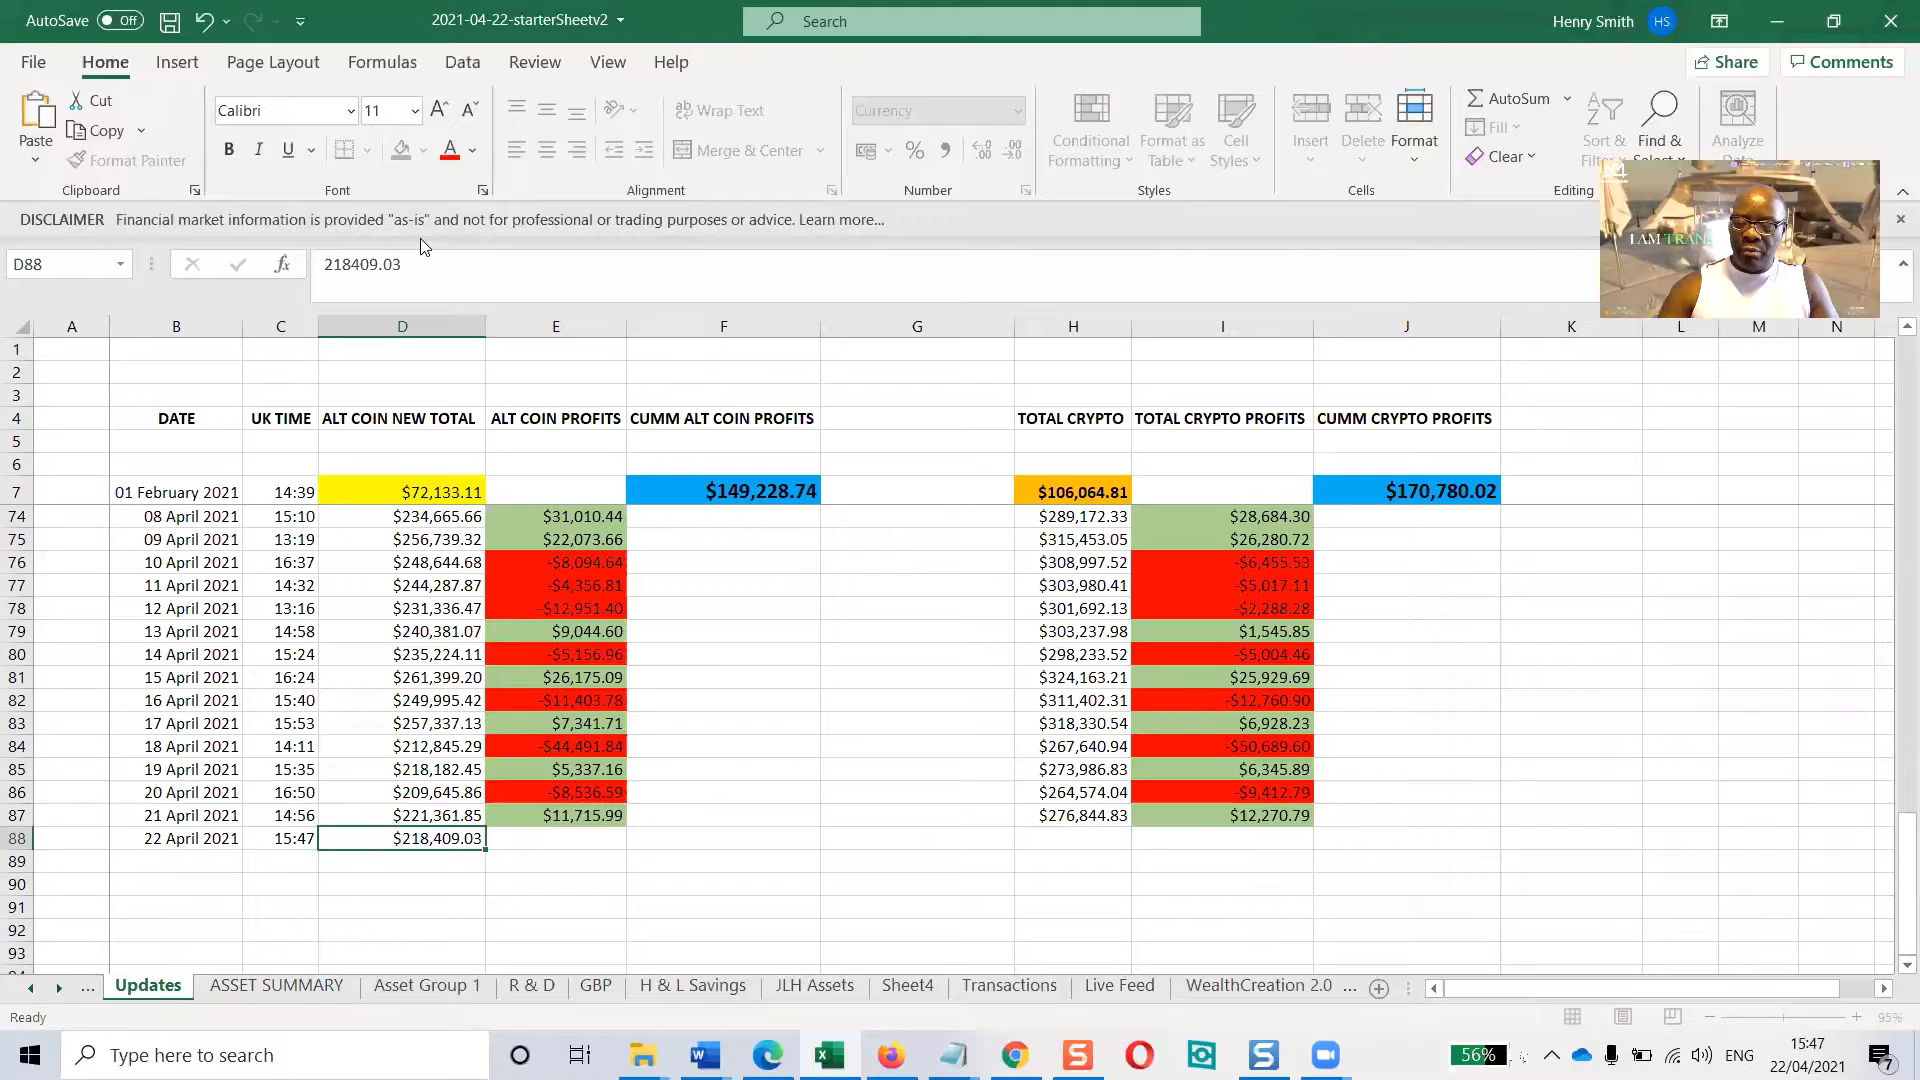 AutoSave Off 2021-04-22-starterSheetv2 Search Henry Smith HS
File Home Insert Page Layout Formulas Data Review View Help Share Comments
Paste Cut Copy Format Painter Clipboard
Calibri 11 B I U A Font
Wrap Text Merge & Center Alignment
Currency Number
Conditional Formatting Format as Table Cell Styles Styles
Insert Delete Format Cells
AutoSum Fill Clear Sort & Find & Analyze Editing
DISCLAIMER Financial market information is provided "as-is" and not for professional or trading purposes or advice. Learn more...
I AM
D88 fx 218409.03
A B C D E F G H I J K L M N
1
2
3
4 DATE UK TIME ALT COIN NEW TOTAL ALT COIN PROFITS CUMM ALT COIN PROFITS TOTAL CRYPTO TOTAL CRYPTO PROFITS CUMM CRYPTO PROFITS
5
6
7 01 February 2021 14:39 $72,133.11 $149,228.74 $106,064.81 $170,780.02
74 08 April 2021 15:10 $234,665.66 $31,010.44 $289,172.33 $28,684.30
75 09 April 2021 13:19 $256,739.32 $22,073.66 $315,453.05 $26,280.72
76 10 April 2021 16:37 $248,644.68 -$8,094.64 $308,997.52 -$6,455.53
77 11 April 2021 14:32 $244,287.87 -$4,356.81 $303,980.41 -$5,017.11
78 12 April 2021 13:16 $231,336.47 -$12,951.40 $301,692.13 -$2,288.28
79 13 April 2021 14:58 $240,381.07 $9,044.60 $303,237.98 $1,545.85
80 14 April 2021 15:24 $235,224.11 -$5,156.96 $298,233.52 -$5,004.46
81 15 April 2021 16:24 $261,399.20 $26,175.09 $324,163.21 $25,929.69
82 16 April 2021 15:40 $249,995.42 -$11,403.78 $311,402.31 -$12,760.90
83 17 April 2021 15:53 $257,337.13 $7,341.71 $318,330.54 $6,928.23
84 18 April 2021 14:11 $212,845.29 -$44,491.84 $267,640.94 -$50,689.60
85 19 April 2021 15:35 $218,182.45 $5,337.16 $273,986.83 $6,345.89
86 20 April 2021 16:50 $209,645.86 -$8,536.59 $264,574.04 -$9,412.79
87 21 April 2021 14:56 $221,361.85 $11,715.99 $276,844.83 $12,270.79
88 22 April 2021 15:47 $218,409.03
89
90
91
92
93
... Updates ASSET SUMMARY Asset Group 1 R & D GBP H & L Savings JLH Assets Sheet4 Transactions Live Feed WealthCreation 2.0 ...
Ready 95%
Type here to search 56% ENG 15:47
22/04/2021 7